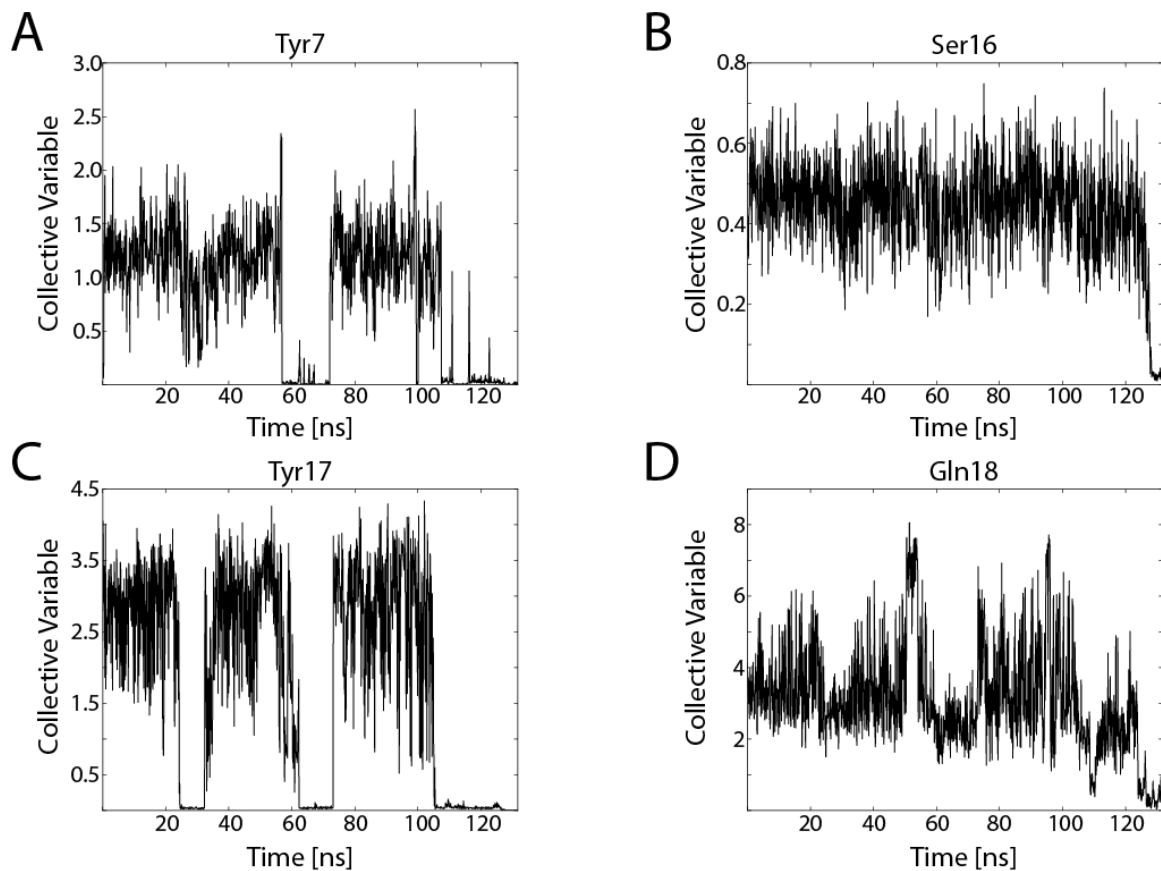 A
Tyr7
3.0
2.5
2.0
1.5
1.0
0.5
Collective Variable
20 40 60 80 100 120
Time [ns]
B
Ser16
0.8
0.6
0.4
0.2
Collective Variable
20 40 60 80 100 120
Time [ns]
C
Tyr17
4.5
3.5
2.5
1.5
0.5
Collective Variable
20 40 60 80 100 120
Time [ns]
D
Gln18
8
6
4
2
Collective Variable
20 40 60 80 100 120
Time [ns]